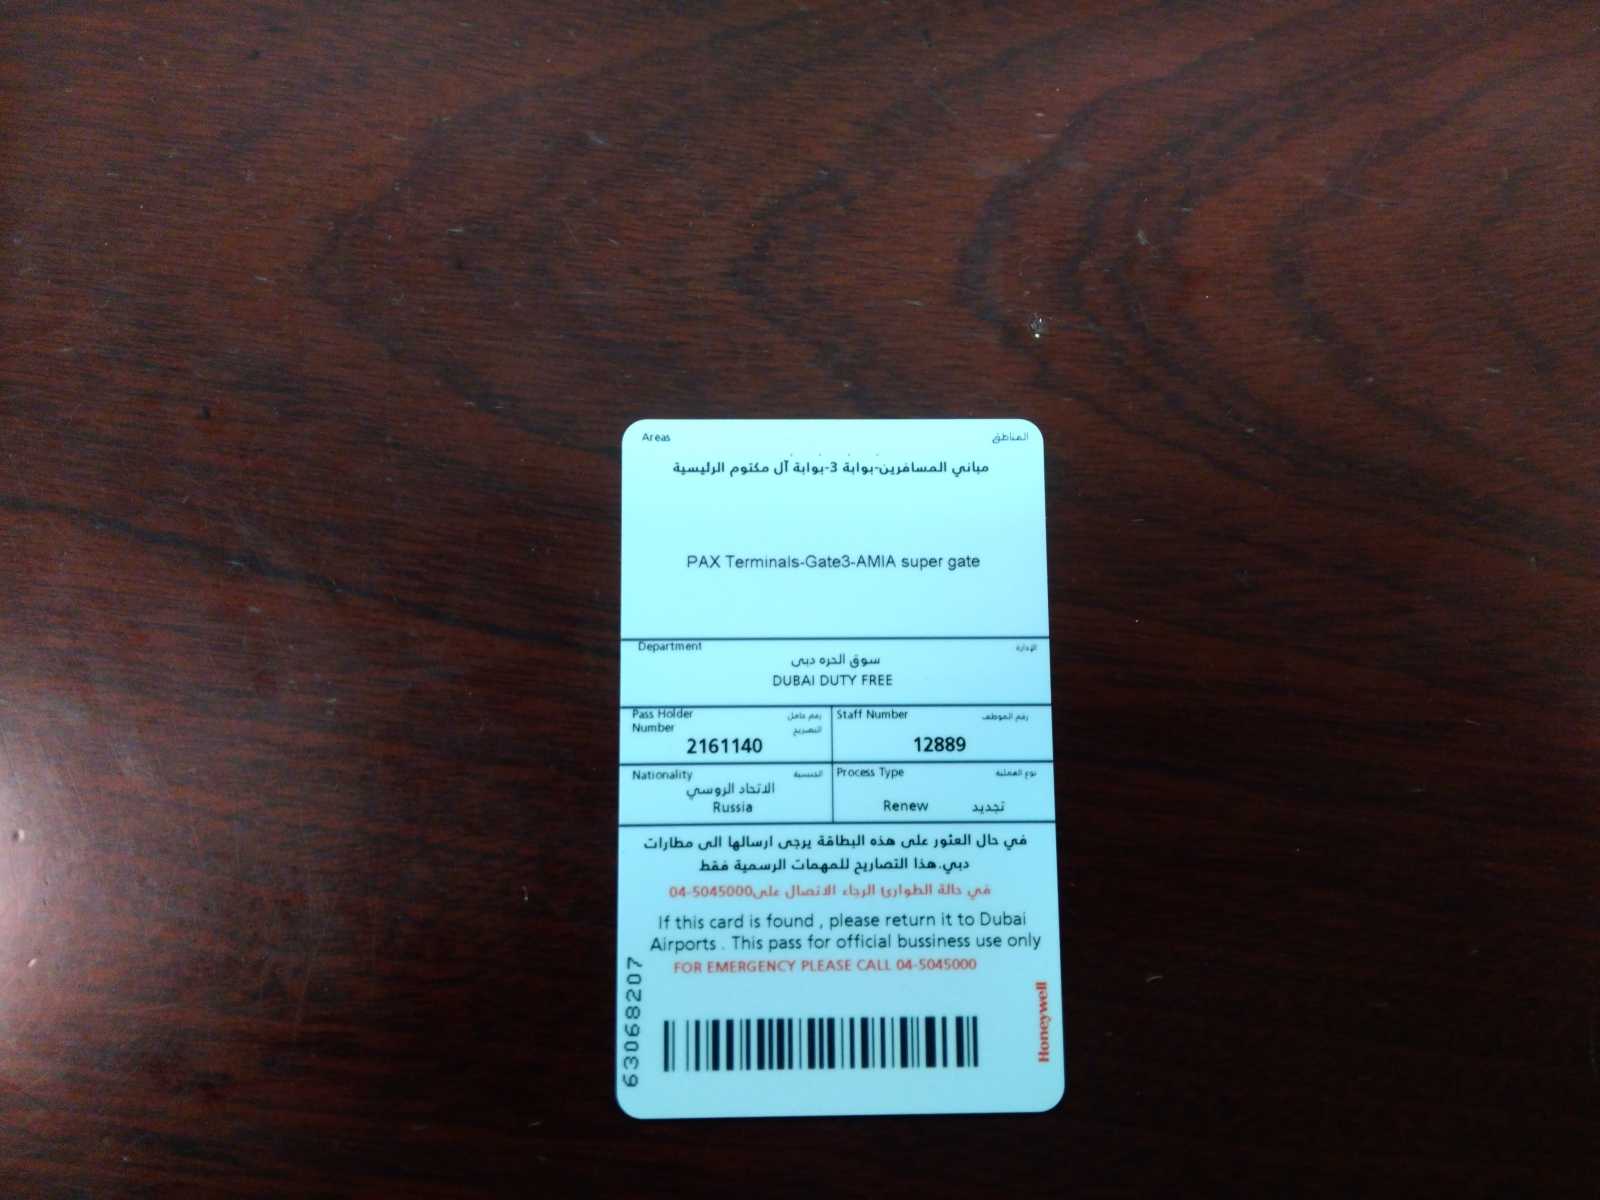 Areas المناطق
مباني المسافرين-بوابة 3-بوابة آل مكتوم الرئيسية
PAX Terminals-Gate3-AMIA super gate
Department الإدارة
سوق الحره دبى
DUBAI DUTY FREE
Pass Holder رقم حامل
Number التصريح
2161140
Staff Number رقم الموظف
12889
Nationality الجنسية
الاتحاد الروسي
Russia
Process Type نوع العملية
Renew تجديد
في حال العثور على هذه البطاقة يرجى ارسالها الى مطارات
دبي.هذا التصاريح للمهمات الرسمية فقط
في حالة الطوارئ الرجاء الاتصال على04-5045000
If this card is found , please return it to Dubai
Airports . This pass for official bussiness use only
FOR EMERGENCY PLEASE CALL 04-5045000
63068207
Honeywell